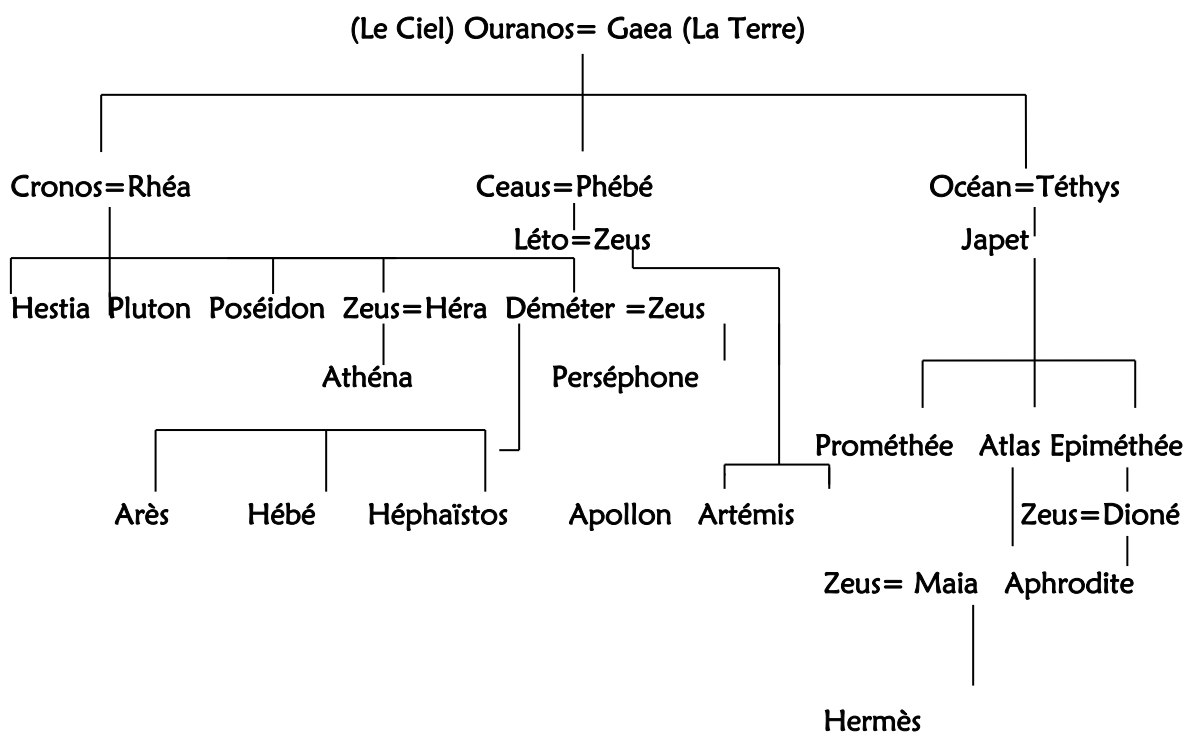 (Le Ciel) Ouranos= Gaea (La Terre)
Cronos=Rhéa Ceaus=Phébé Océan=Téthys
Léto=Zeus Japet
Hestia Pluton Poséidon Zeus=Héra Déméter =Zeus
Athéna Perséphone
Prométhée Atlas Epiméthée
Arès Hébé Héphaïstos Apollon Artémis Zeus=Dioné
Zeus= Maia Aphrodite
Hermès